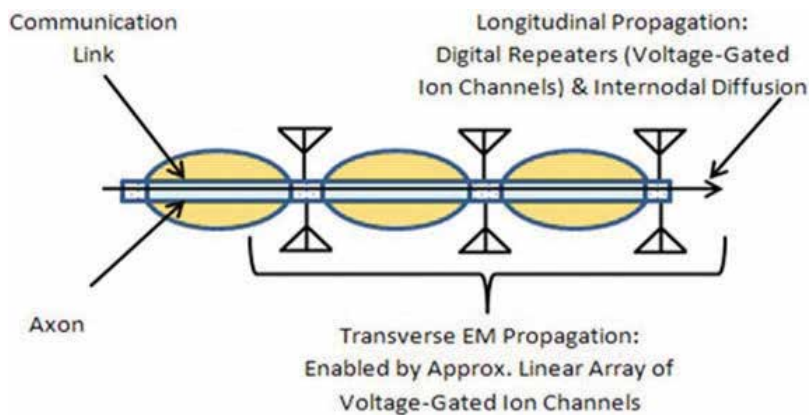 Communication
Link
Longitudinal Propagation:
Digital Repeaters (Voltage-Gated
Ion Channels) & Internodal Diffusion
Axon
Transverse EM Propagation:
Enabled by Approx. Linear Array of
Voltage-Gated Ion Channels